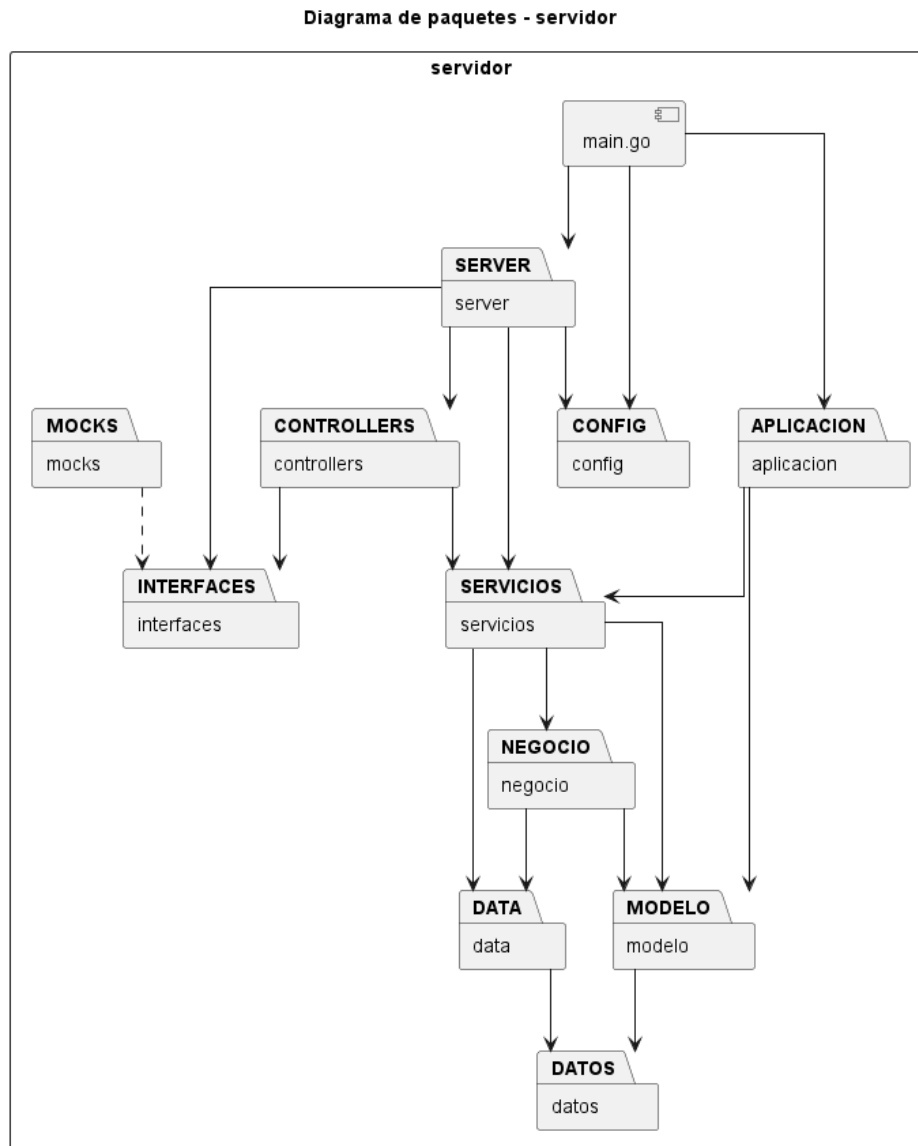 Diagrama de paquetes - servidor
servidor
main.go
SERVER
server
MOCKS
mocks
CONTROLLERS
controllers
CONFIG
config
APLICACION
aplicacion
INTERFACES
interfaces
SERVICIOS
servicios
NEGOCIO
negocio
DATA
data
MODELO
modelo
DATOS
datos